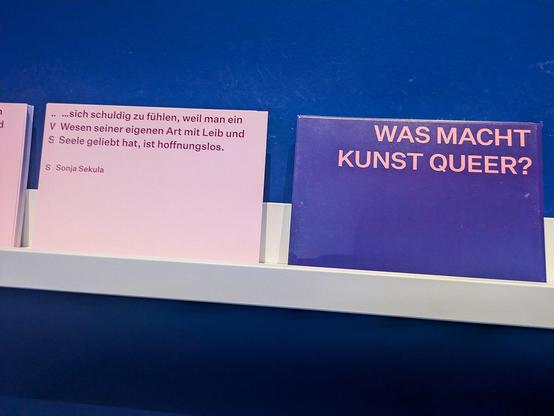 ...sich schuldig zu fühlen, weil man ein
Wesen seiner eigenen Art mit Leib und
Seele geliebt hat, ist hoffnungslos.
Sonja Sekula
WAS MACHT
KUNST QUEER?